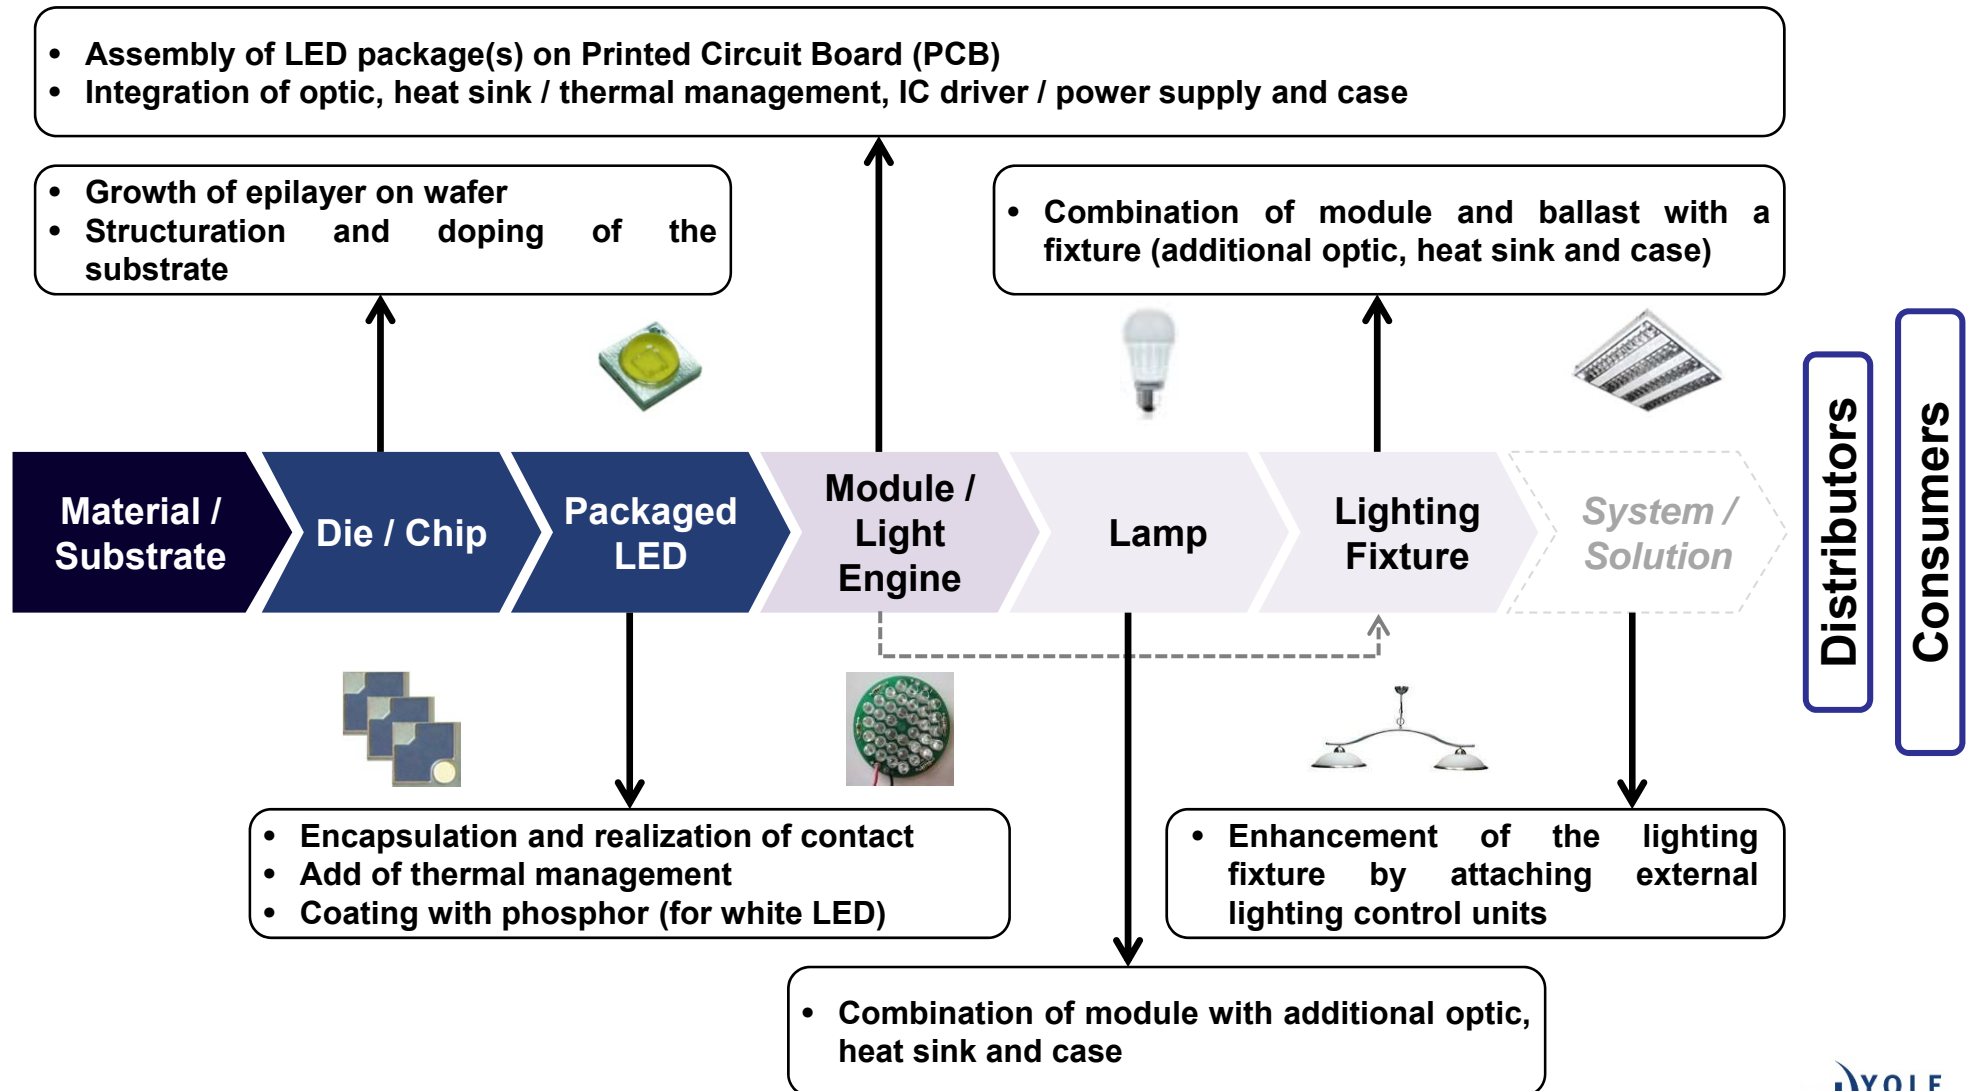 • Assembly of LED package(s) on Printed Circuit Board (PCB)
• Integration of optic, heat sink / thermal management, IC driver / power supply and case
• Growth of epilayer on wafer
• Structuration and doping of the
substrate
• Combination of module and ballast with a
fixture (additional optic, heat sink and case)
Material /
Substrate
Die / Chip
Packaged
LED
Module /
Light
Engine
Lamp
Lighting
Fixture
System /
Solution
Distributors
Consumers
• Encapsulation and realization of contact
• Add of thermal management
• Coating with phosphor (for white LED)
• Enhancement of the lighting
fixture by attaching external
lighting control units
• Combination of module with additional optic,
heat sink and case
YOLE